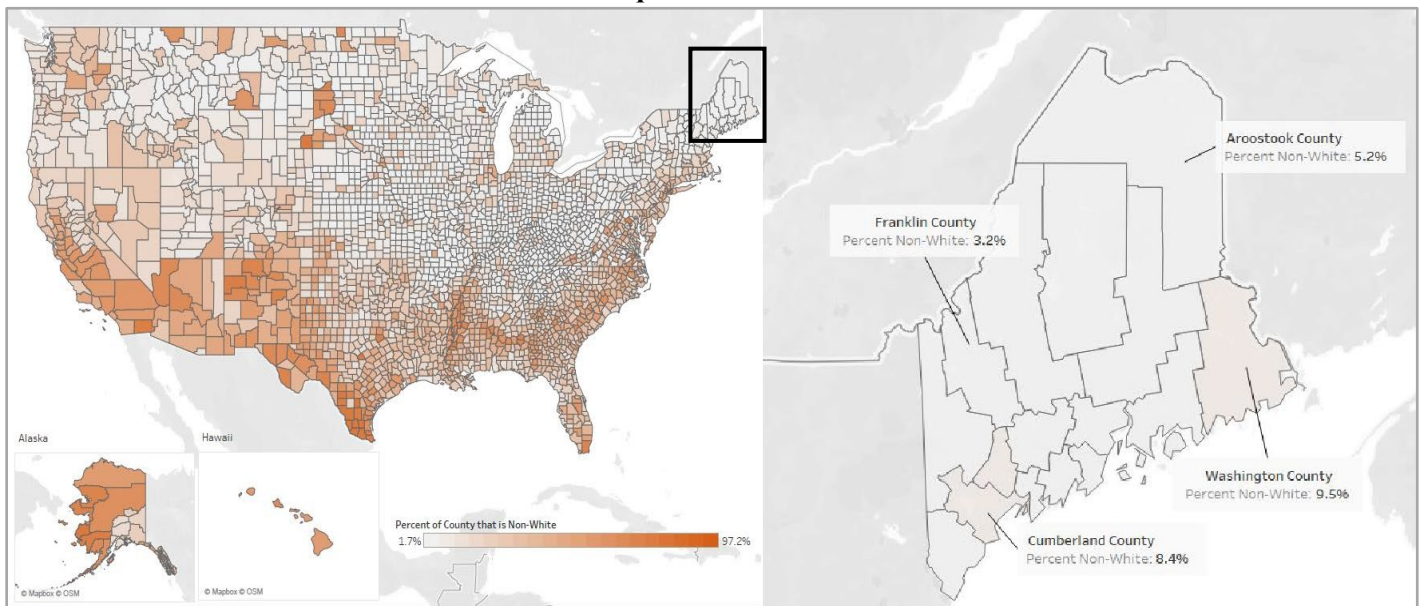 Alaska
Hawaii
Percent of County that is Non-White
1.7%
97.2%
© Mapbox © OSM
© Mapbox © OSM
Aroostook County
Percent Non-White: 5.2%
Franklin County
Percent Non-White: 3.2%
Washington County
Percent Non-White: 9.5%
Cumberland County
Percent Non-White: 8.4%